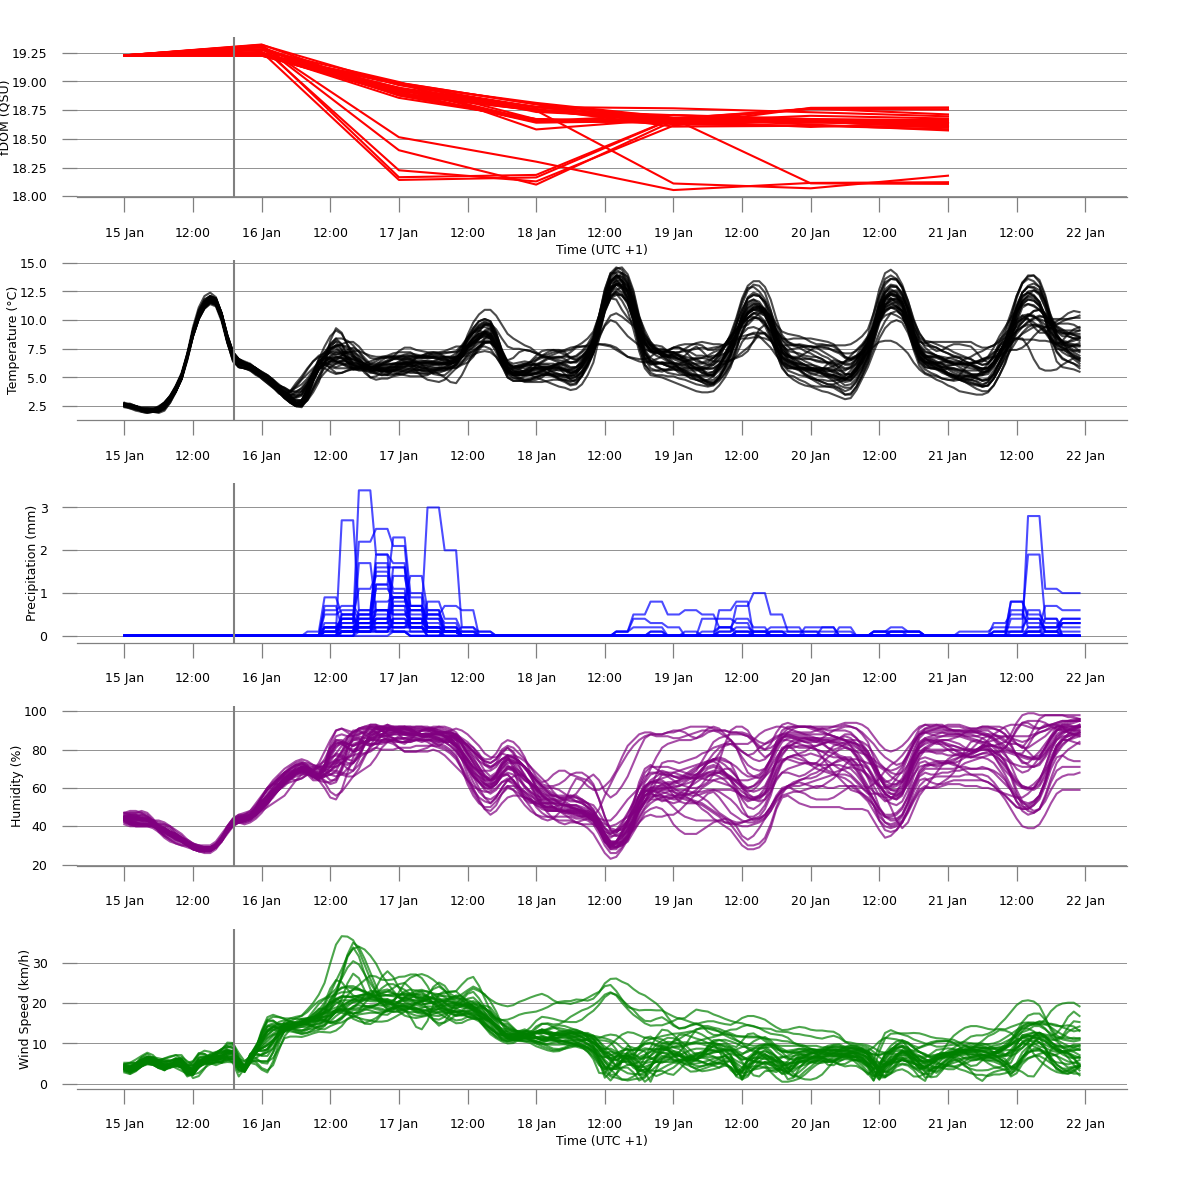 fDOM (QSU)
19.25
19.00
18.75
18.50
18.25
18.00
15 Jan 12:00 16 Jan 12:00 17 Jan 12:00 18 Jan 12:00 19 Jan 12:00 20 Jan 12:00 21 Jan 12:00 22 Jan
Time (UTC +1)
Temperature (°C)
15.0
12.5
10.0
7.5
5.0
2.5
15 Jan 12:00 16 Jan 12:00 17 Jan 12:00 18 Jan 12:00 19 Jan 12:00 20 Jan 12:00 21 Jan 12:00 22 Jan
Precipitation (mm)
3
2
1
0
15 Jan 12:00 16 Jan 12:00 17 Jan 12:00 18 Jan 12:00 19 Jan 12:00 20 Jan 12:00 21 Jan 12:00 22 Jan
Humidity (%)
100
80
60
40
20
15 Jan 12:00 16 Jan 12:00 17 Jan 12:00 18 Jan 12:00 19 Jan 12:00 20 Jan 12:00 21 Jan 12:00 22 Jan
Wind Speed (km/h)
30
20
10
0
15 Jan 12:00 16 Jan 12:00 17 Jan 12:00 18 Jan 12:00 19 Jan 12:00 20 Jan 12:00 21 Jan 12:00 22 Jan
Time (UTC +1)